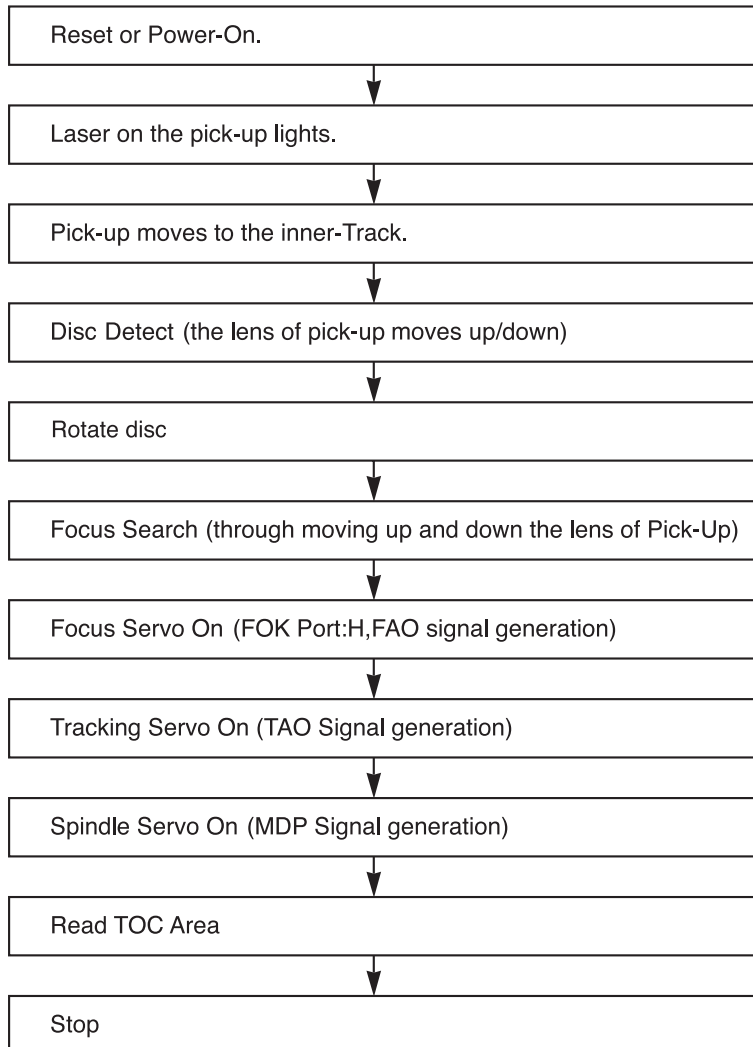 Reset or Power-On.
Laser on the pick-up lights.
Pick-up moves to the inner-Track.
Disc Detect (the lens of pick-up moves up/down)
Rotate disc
Focus Search (through moving up and down the lens of Pick-Up)
Focus Servo On (FOK Port:H,FAO signal generation)
Tracking Servo On (TAO Signal generation)
Spindle Servo On (MDP Signal generation)
Read TOC Area
Stop